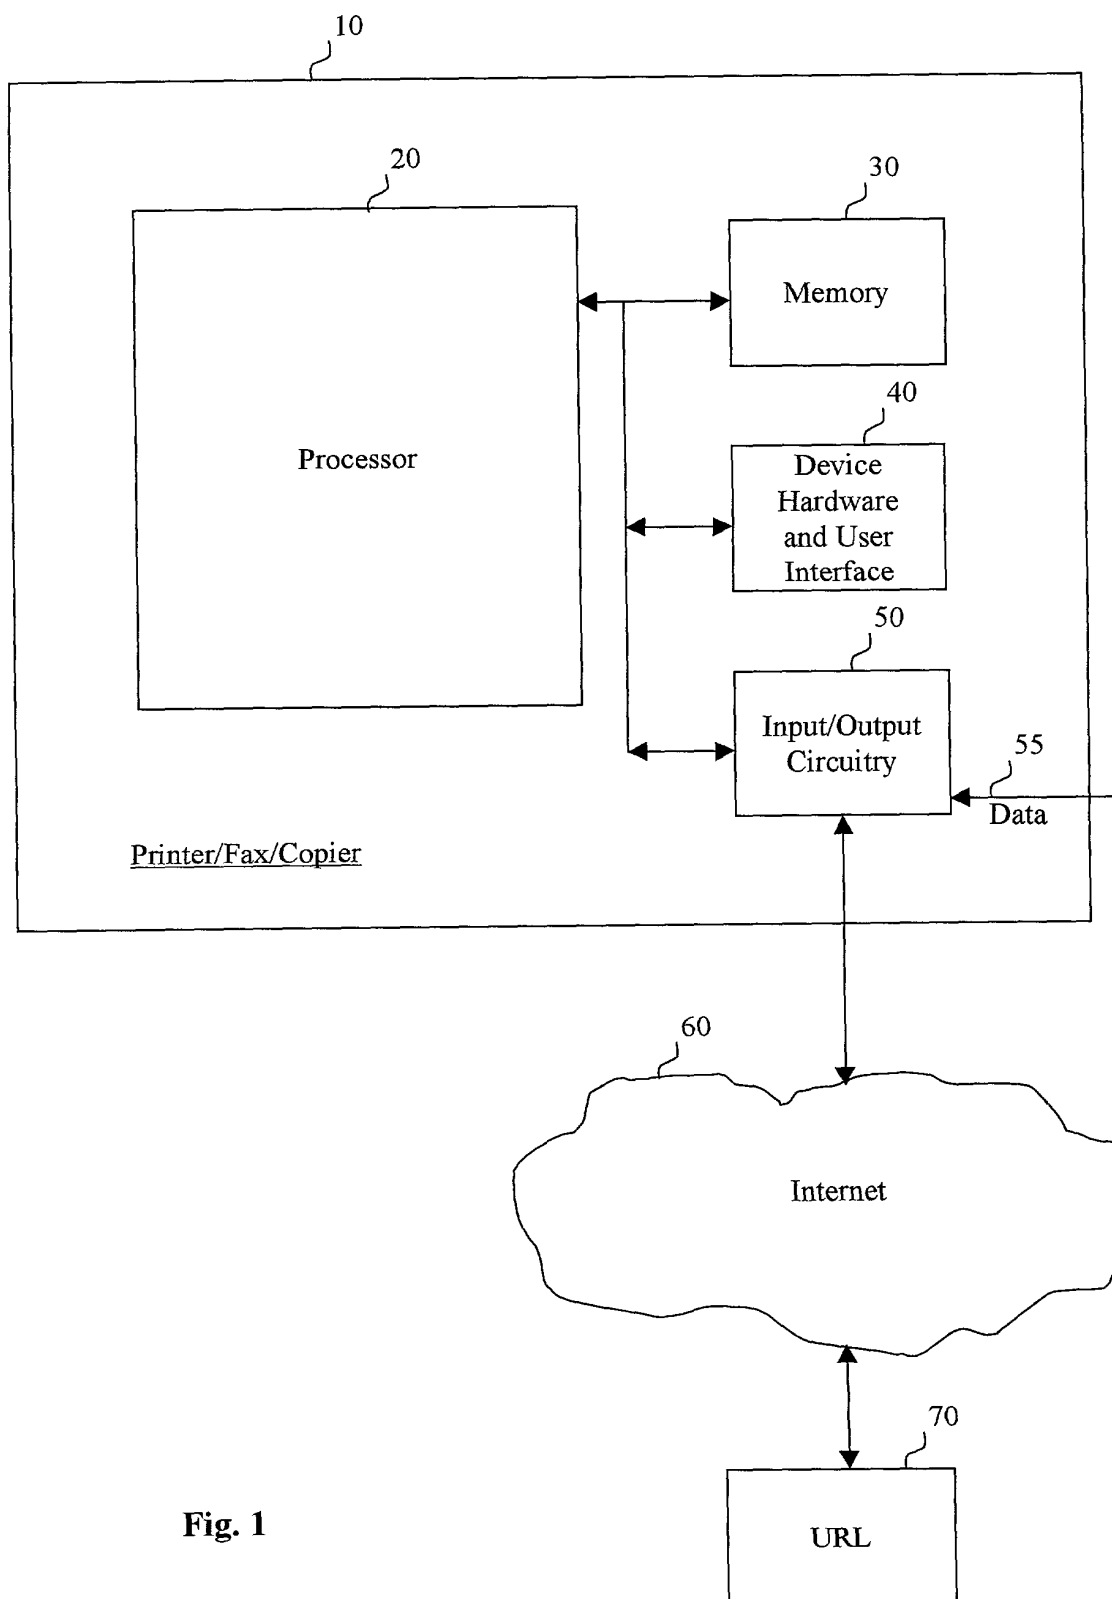 10
20
30
Memory
40
Processor
Device
Hardware
and User
Interface
50
Input/Output
Circuitry
55
Data
Printer/Fax/Copier
60
Internet
70
Fig. 1
URL